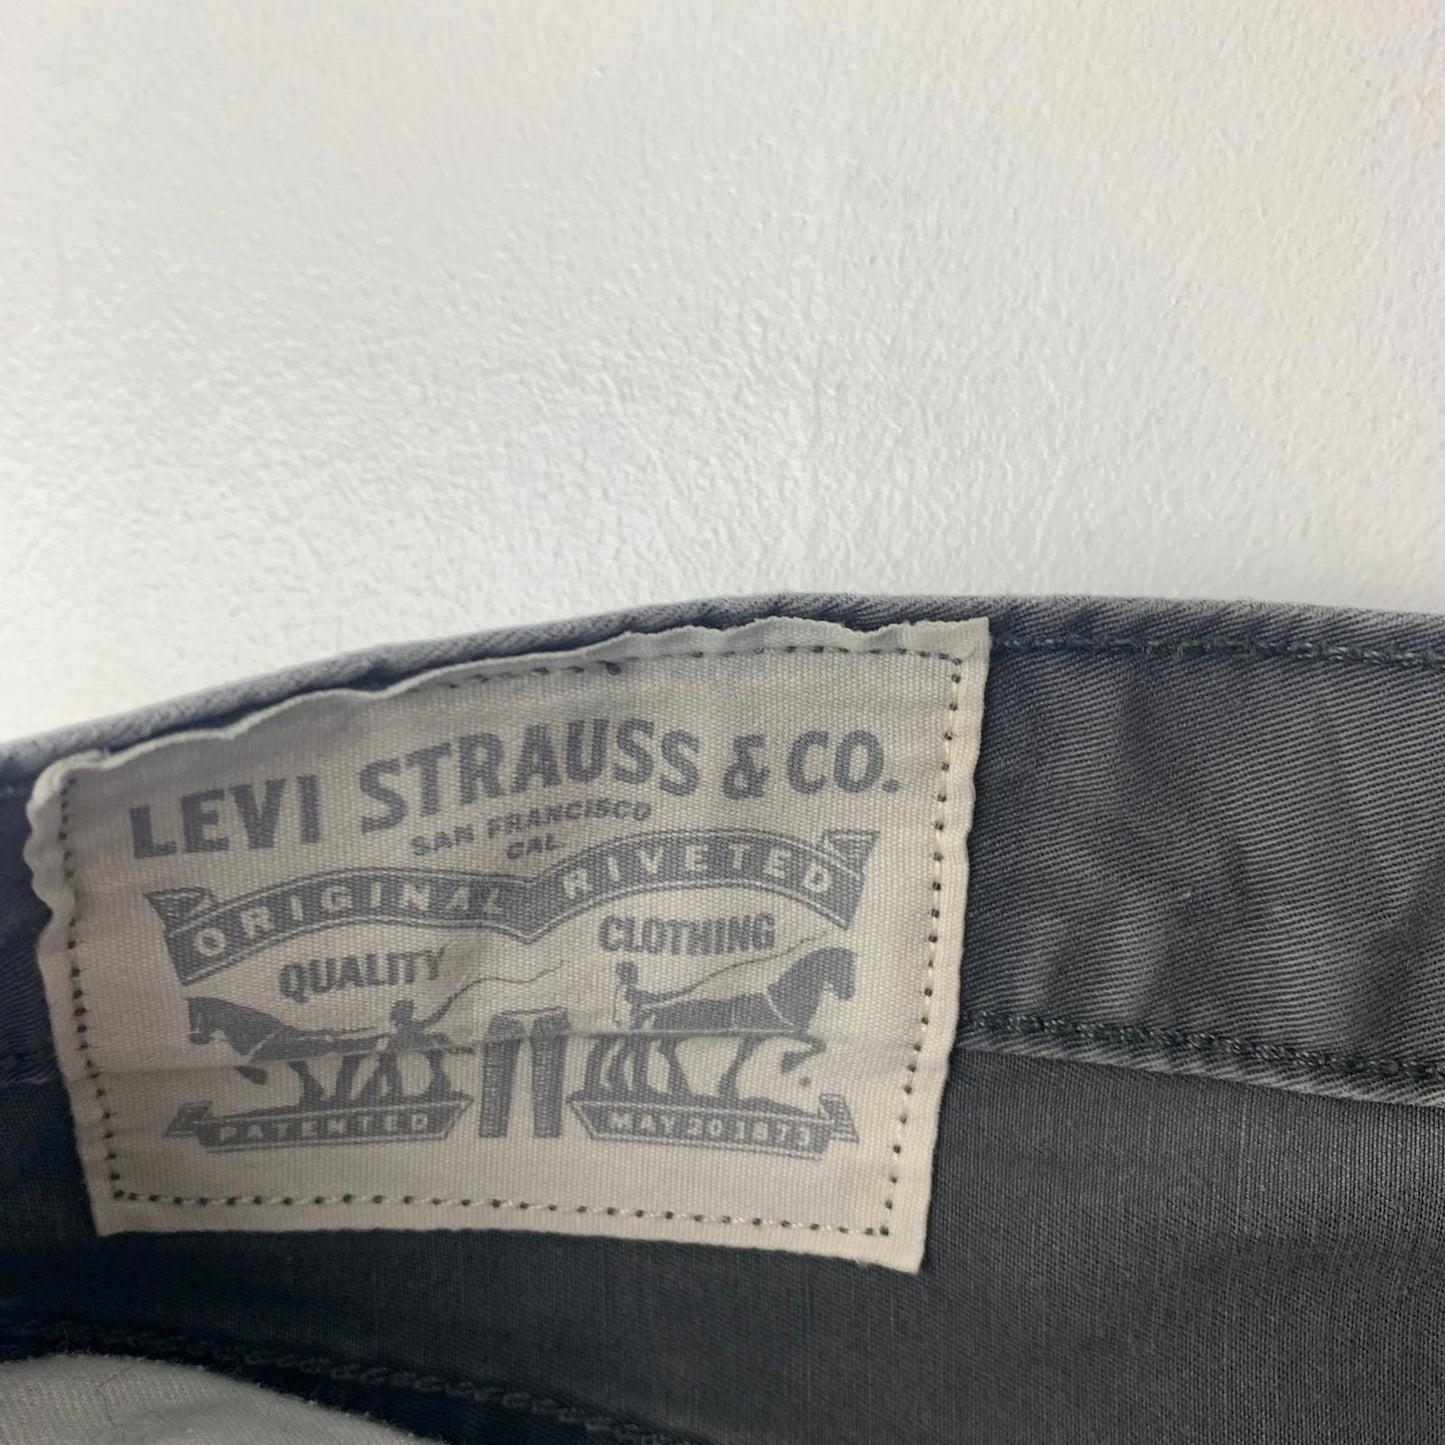 LEVI STRAUSS & CO.
SAN FRANCISCO
CAL.
ORIGINAL RIVETED
QUALITY CLOTHING
PATENTED MAY 20 1873